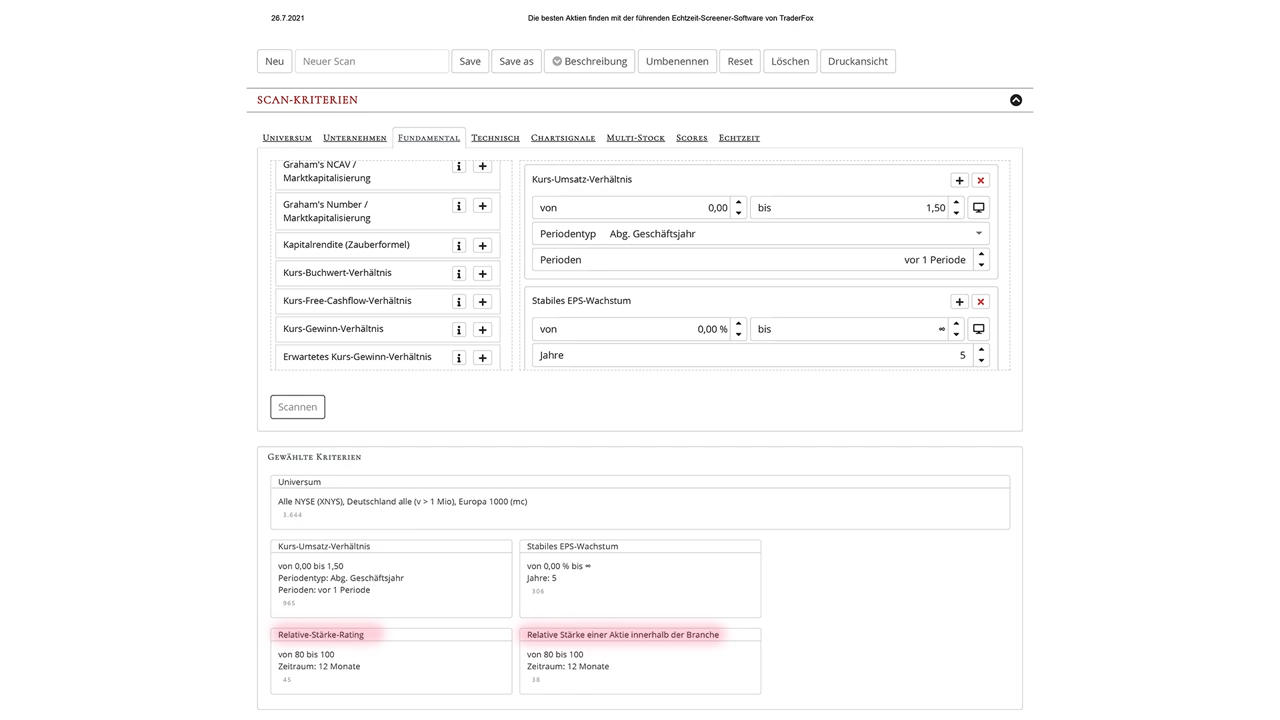 26.7.2021
Die besten Aktien finden mit der führenden Echtzeit-Screener-Software von TraderFox
Neu
Neuer Scan
Save
Save as
Beschreibung
Umbenennen
Reset
Löschen
Druckansicht
SCAN-KRITERIEN
UNIVERSUM
UNTERNEHMEN
FUNDAMENTAL
TECHNISCH
CHARTSIGNALE
MULTI-STOCK
SCORES
ECHTZEIT
Graham's NCAV /
Marktkapitalisierung
Graham's Number /
Marktkapitalisierung
Kapitalrendite (Zauberformel)
Kurs-Buchwert-Verhältnis
Kurs-Free-Cashflow-Verhältnis
Kurs-Gewinn-Verhältnis
Erwartetes Kurs-Gewinn-Verhältnis
Kurs-Umsatz-Verhältnis
von 0,00 bis 1,50
Periodentyp Abg. Geschäftsjahr
Perioden vor 1 Periode
Stabiles EPS-Wachstum
von 0,00 % bis ∞
Jahre 5
Scannen
GEWÄHLTE KRITERIEN
Universum
Alle NYSE (XNYS), Deutschland alle (v > 1 Mio), Europa 1000 (mc)
3.644
Kurs-Umsatz-Verhältnis
von 0,00 bis 1,50
Periodentyp: Abg. Geschäftsjahr
Perioden: vor 1 Periode
965
Stabiles EPS-Wachstum
von 0,00 % bis ∞
Jahre: 5
306
Relative-Stärke-Rating
von 80 bis 100
Zeitraum: 12 Monate
45
Relative Stärke einer Aktie innerhalb der Branche
von 80 bis 100
Zeitraum: 12 Monate
38